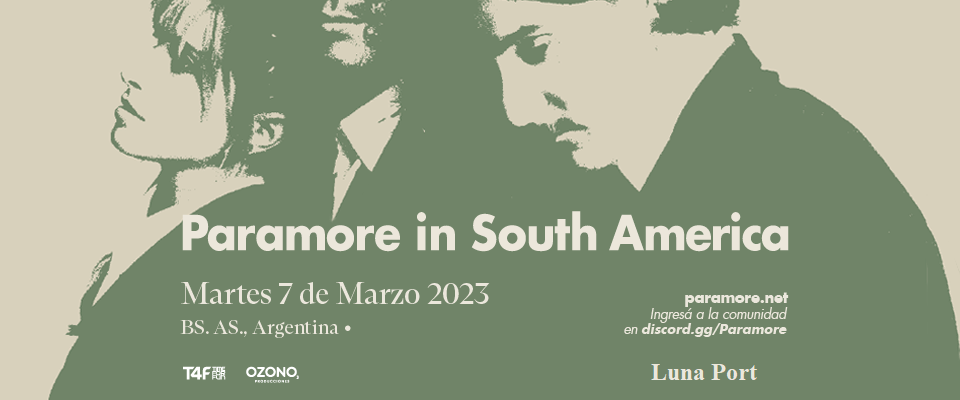 Paramore in South America
Martes 7 de Marzo 2023
BS. AS., Argentina •
paramore.net
Ingresá a la comunidad
en discord.gg/Paramore
T4F
OZONO
PRODUCCIONES
Luna Port